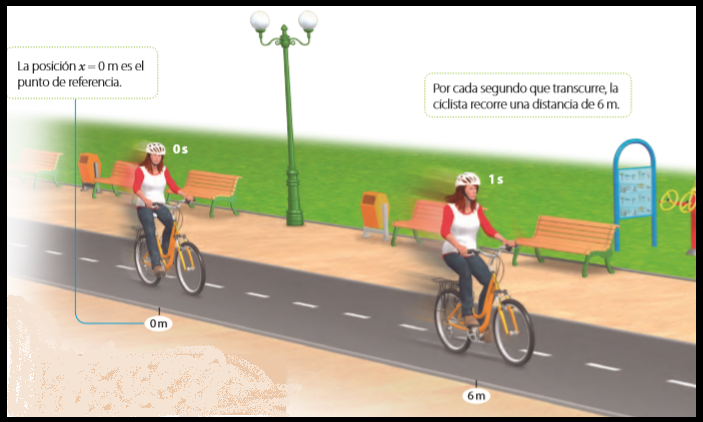 La posición x = 0 m es el
punto de referencia.
Por cada segundo que transcurre, la
ciclista recorre una distancia de 6 m.
0 s
1 s
0 m
6 m